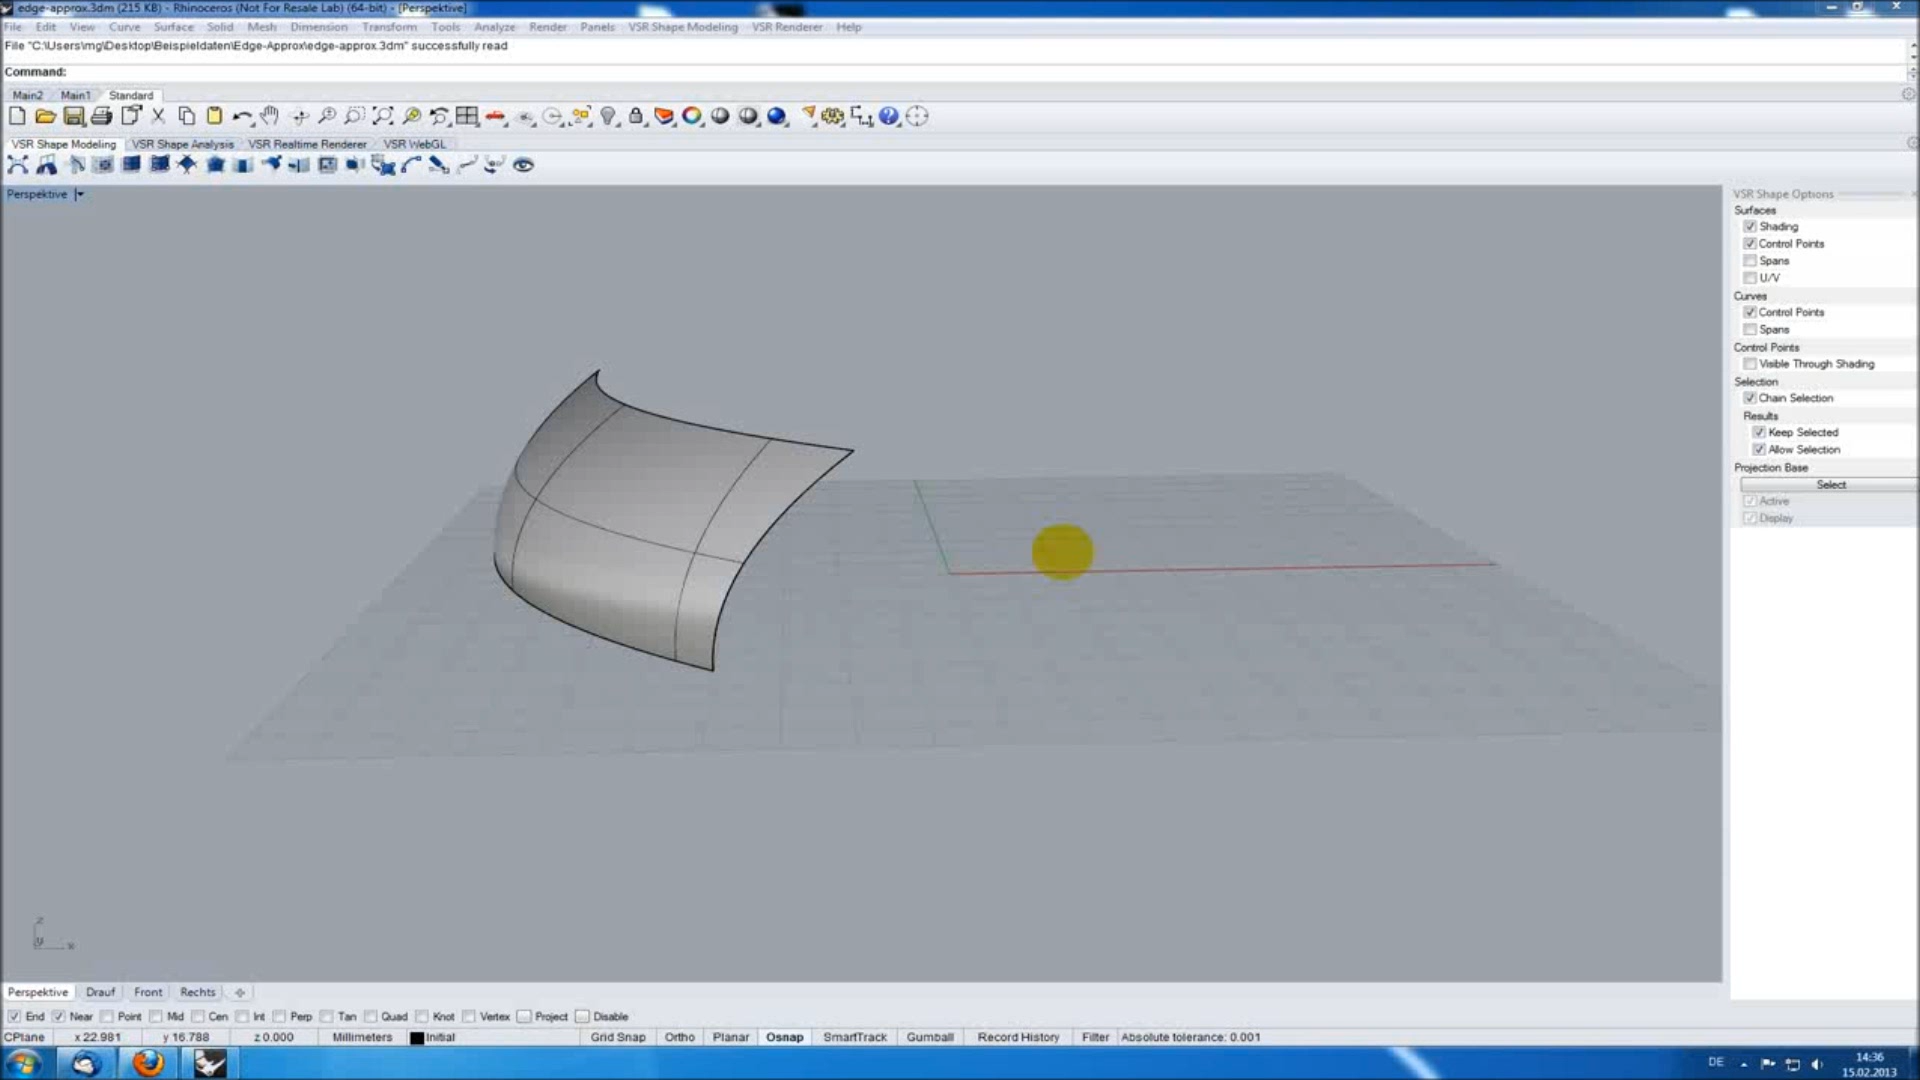 edge-approx.3dm (215 KB) - Rhinoceros (Not For Resale Lab) (64-bit) - [Perspektive]
File Edit View Curve Surface Solid Mesh Dimension Transform Tools Analyze Render Panels VSR Shape Modeling VSR Renderer Help
File "C:\Users\mg\Desktop\Beispieldaten\Edge-Approx\edge-approx.3dm" successfully read
Command:
Main2 Main1 Standard
VSR Shape Modeling VSR Shape Analysis VSR Realtime Renderer VSR WebGL
Perspektive
VSR Shape Options
Surfaces
Shading
Control Points
Spans
U/V
Curves
Control Points
Spans
Control Points
Visible Through Shading
Selection
Chain Selection
Results
Keep Selected
Allow Selection
Projection Base
Select
Active
Display
z
y x
Perspektive Drauf Front Rechts
End Near Point Mid Cen Int Perp Tan Quad Knot Vertex Project Disable
CPlane x 22.981 y 16.788 z 0.000 Millimeters Initial Grid Snap Ortho Planar Osnap SmartTrack Gumball Record History Filter Absolute tolerance: 0.001
DE 14:36
15.02.2013